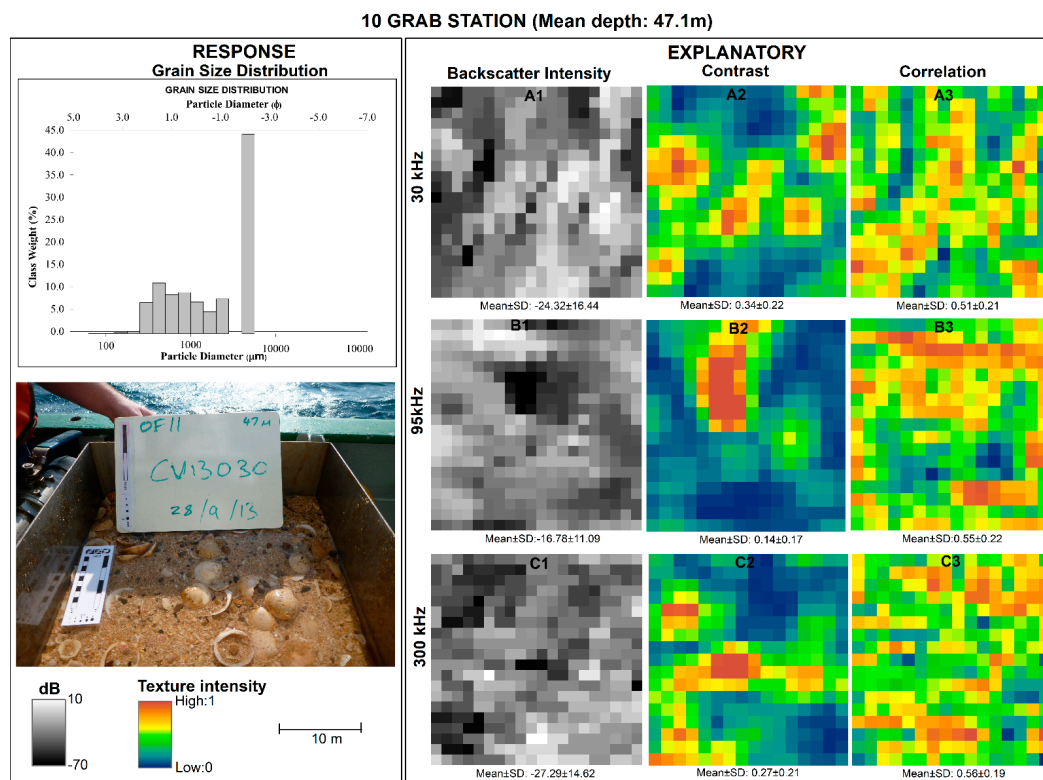 10 GRAB STATION (Mean depth: 47.1m)
RESPONSE
Grain Size Distribution
GRAIN SIZE DISTRIBUTION
Particle Diameter (ϕ)
5.0 3.0 1.0 -1.0 -3.0 -5.0 -7.0
45.0
40.0
35.0
30.0
25.0
20.0
15.0
10.0
5.0
0.0
Class Weight (%)
100 1000 10000 10000
Particle Diameter (µm)
OF11 47M
CV13030
28/9/13
dB
10
-70
Texture intensity
High:1
Low:0
10 m
EXPLANATORY
Backscatter Intensity Contrast Correlation
30 kHz
A1 A2 A3
Mean±SD: -24.32±16.44 Mean±SD: 0.34±0.22 Mean±SD: 0.51±0.21
95kHz
B1 B2 B3
Mean±SD:-16.78±11.09 Mean±SD: 0.14±0.17 Mean±SD:0.55±0.22
300 kHz
C1 C2 C3
Mean±SD: -27.29±14.62 Mean±SD: 0.27±0.21 Mean±SD: 0.56±0.19